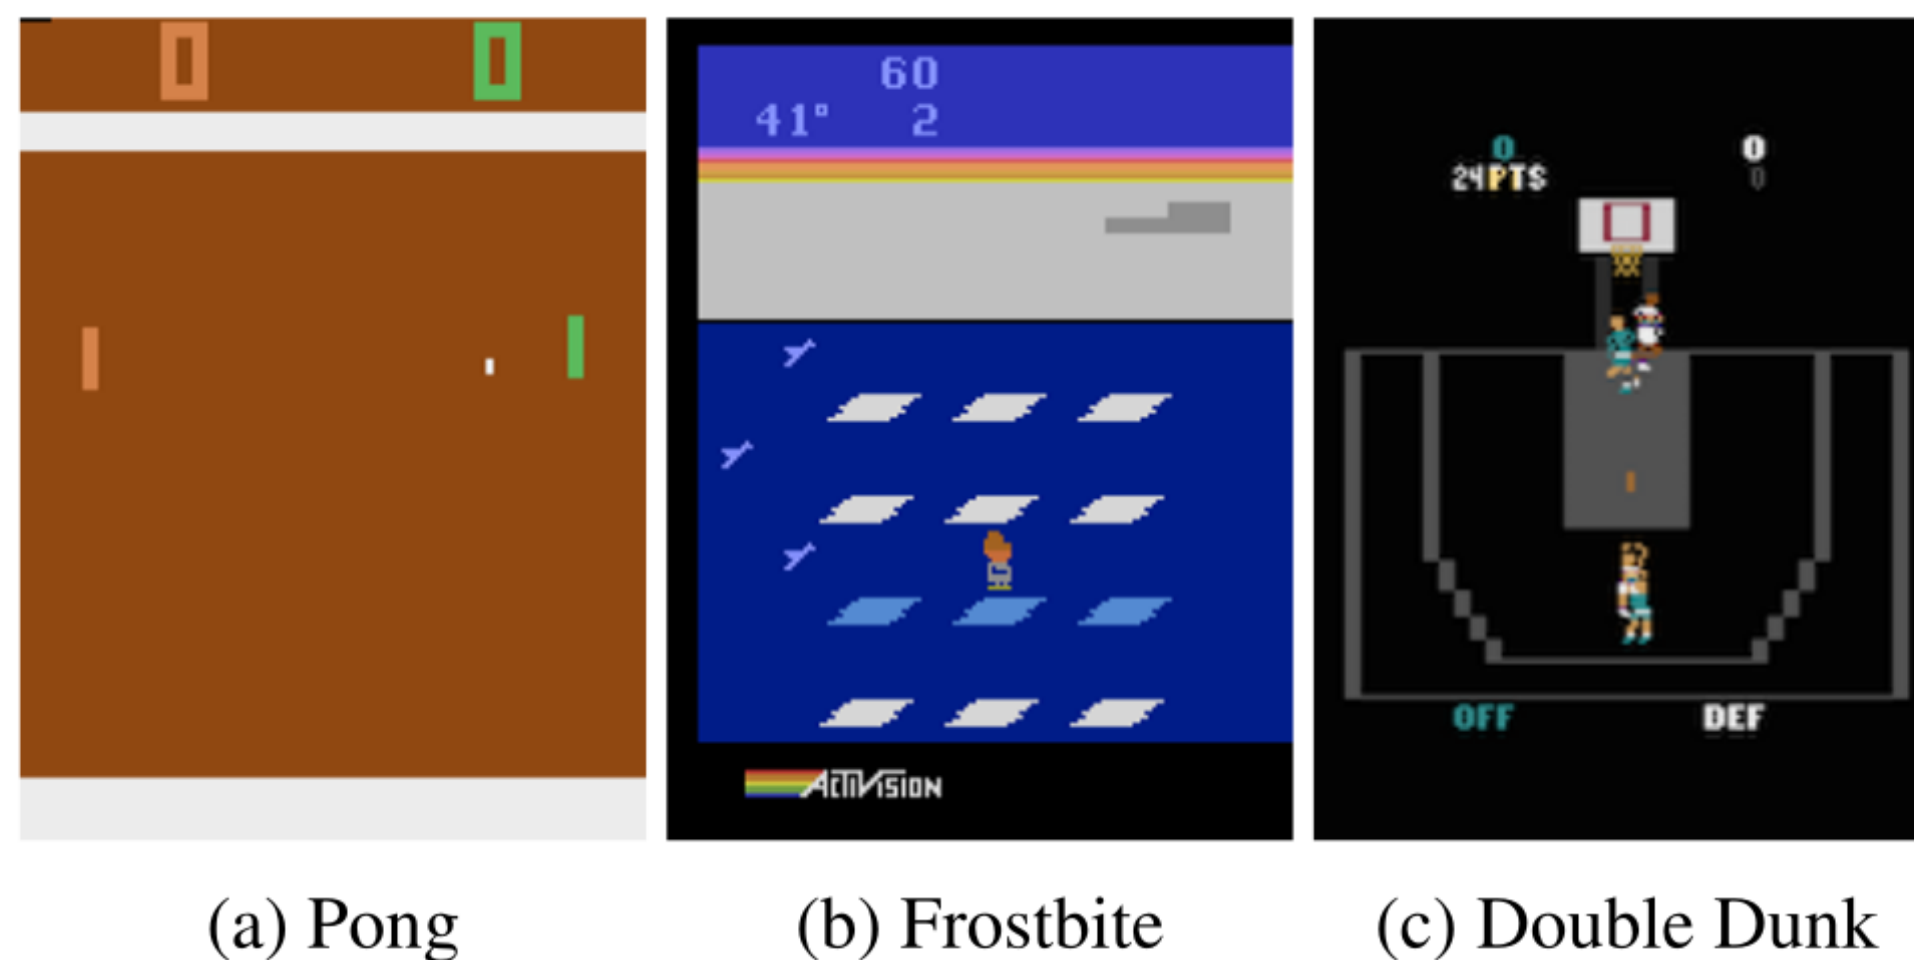 0 0
60
41° 2
ACTIVISION
0 0
24PTS 0
OFF DEF
(a) Pong (b) Frostbite (c) Double Dunk